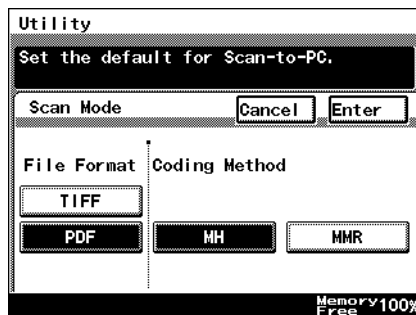 Utility
Set the default for Scan-to-PC.
Scan Mode Cancel Enter
File Format Coding Method
TIFF
PDF MH MMR
Memory Free 100%